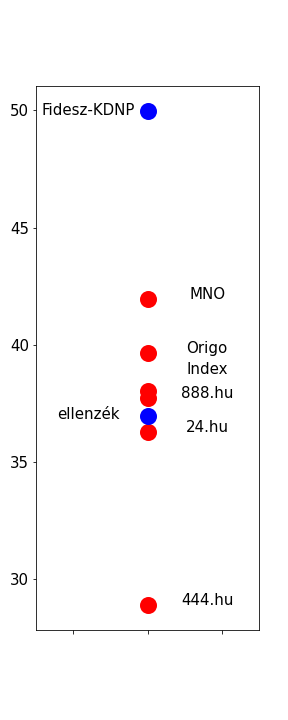 50
Fidesz-KDNP
45
MNO
40
Origo
Index
888.hu
ellenzék
24.hu
35
30
444.hu